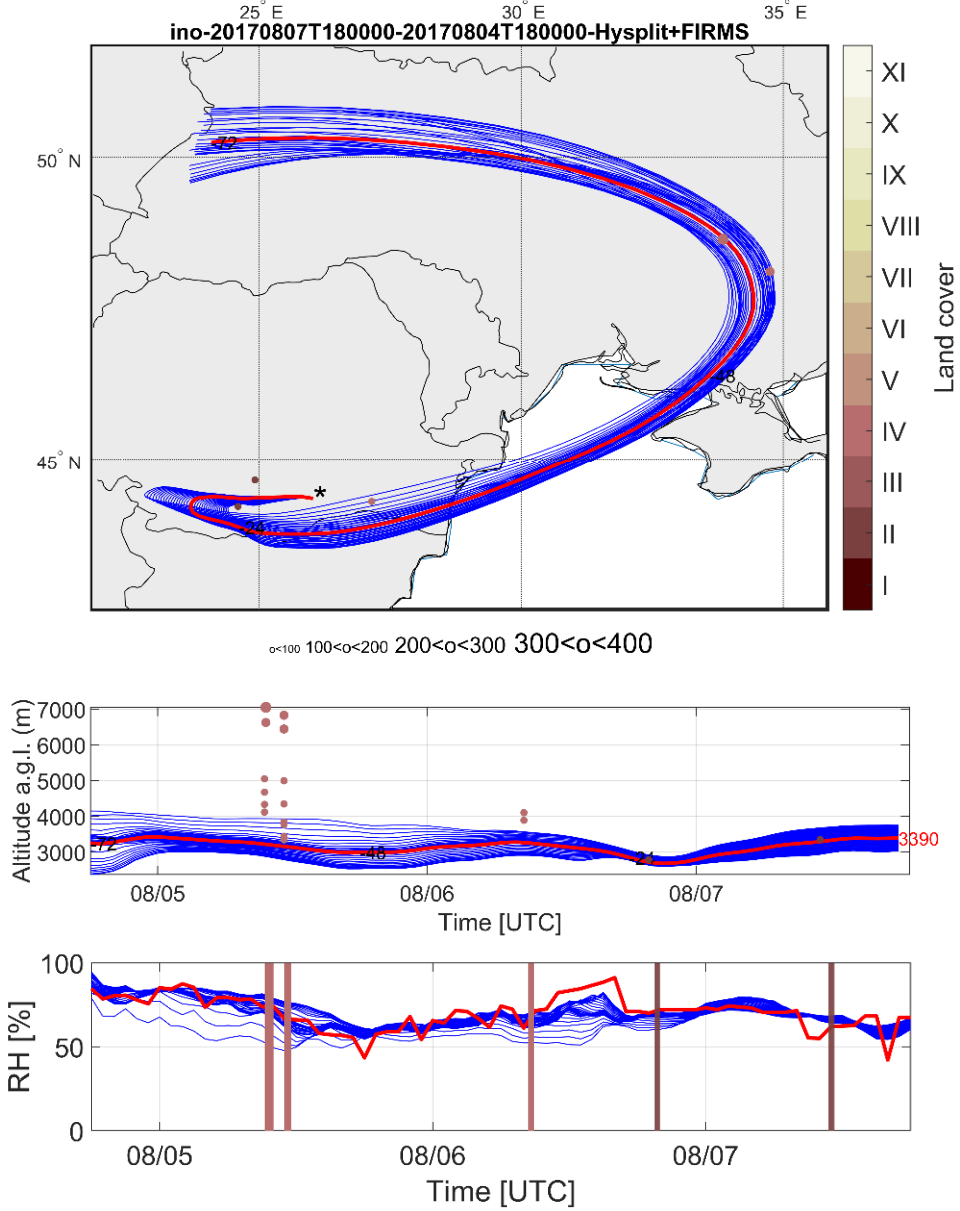 25° E 30° E 35° E
ino-20170807T180000-20170804T180000-Hysplit+FIRMS
50° N
45° N
-72
-48
-24
*
XI
X
IX
VIII
VII
VI
V
IV
III
II
I
Land cover
o<100 100<o<200 200<o<300 300<o<400
Altitude a.g.l. (m)
7000
6000
5000
4000
3000
-72
-48
-24
3390
08/05 08/06 08/07
Time [UTC]
RH [%]
100
50
0
08/05 08/06 08/07
Time [UTC]